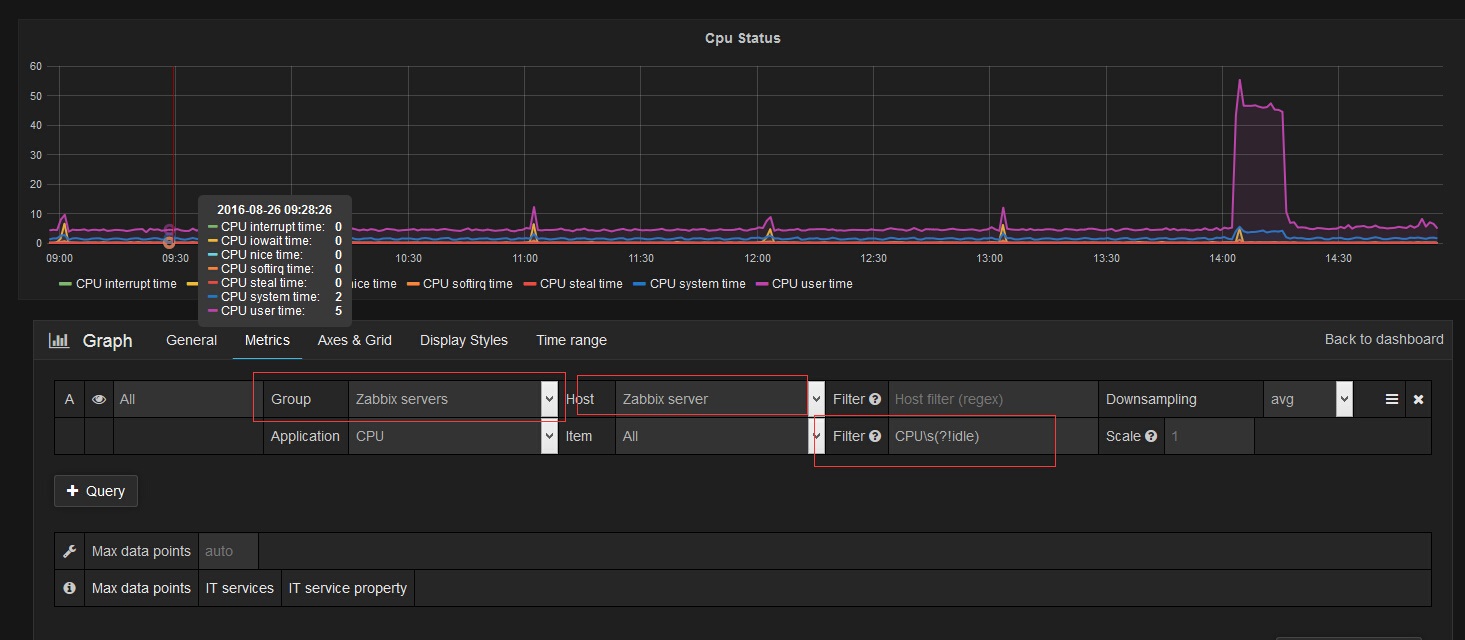 Cpu Status
60
50
40
30
20
10
0
09:00 09:30 10:30 11:00 11:30 12:00 12:30 13:00 13:30 14:00 14:30
2016-08-26 09:28:26
CPU interrupt time: 0
CPU iowait time: 0
CPU nice time: 0
CPU softirq time: 0
CPU steal time: 0
CPU system time: 2
CPU user time: 5
CPU interrupt time nice time CPU softirq time CPU steal time CPU system time CPU user time
Graph General Metrics Axes & Grid Display Styles Time range Back to dashboard
A All Group Zabbix servers Host Zabbix server Filter Host filter (regex) Downsampling avg
Application CPU Item All Filter CPU\s(?!idle) Scale 1
+ Query
Max data points auto
Max data points IT services IT service property